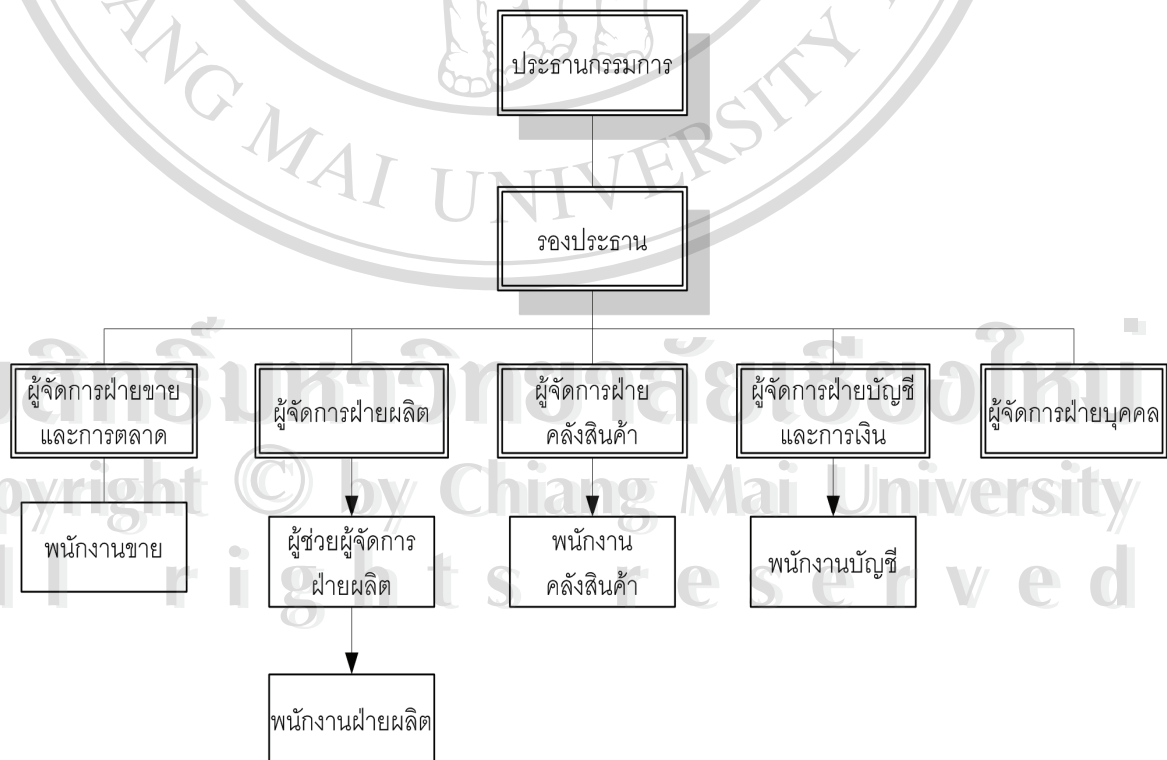 ประธานกรรมการ
รองประธาน
ผู้จัดการฝ่ายขาย
และการตลาด
ผู้จัดการฝ่ายผลิต
ผู้จัดการฝ่าย
คลังสินค้า
ผู้จัดการฝ่ายบัญชี
และการเงิน
ผู้จัดการฝ่ายบุคคล
พนักงานขาย
ผู้ช่วยผู้จัดการ
ฝ่ายผลิต
พนักงาน
คลังสินค้า
พนักงานบัญชี
พนักงานฝ่ายผลิต
ANG MAI UNIVERSITY
มหาวิทยาลัยเชียงใหม่
pyright © by Chiang Mai University
ll rights reserved